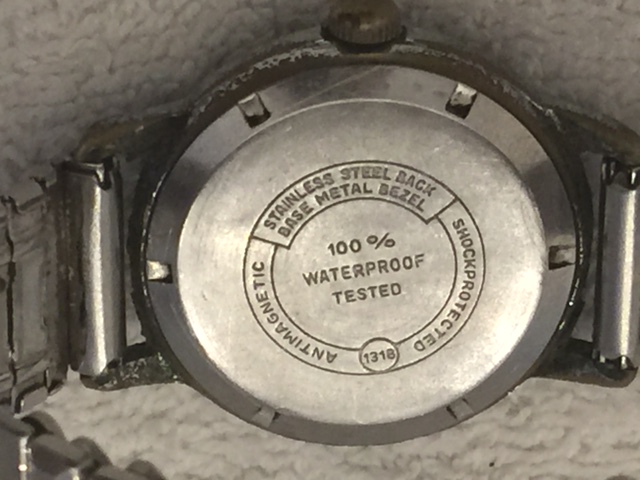 STAINLESS STEEL BACK
BASE METAL BEZEL
SHOCKPROTECTED
100 %
WATERPROOF
TESTED
ANTIMAGNETIC
1318